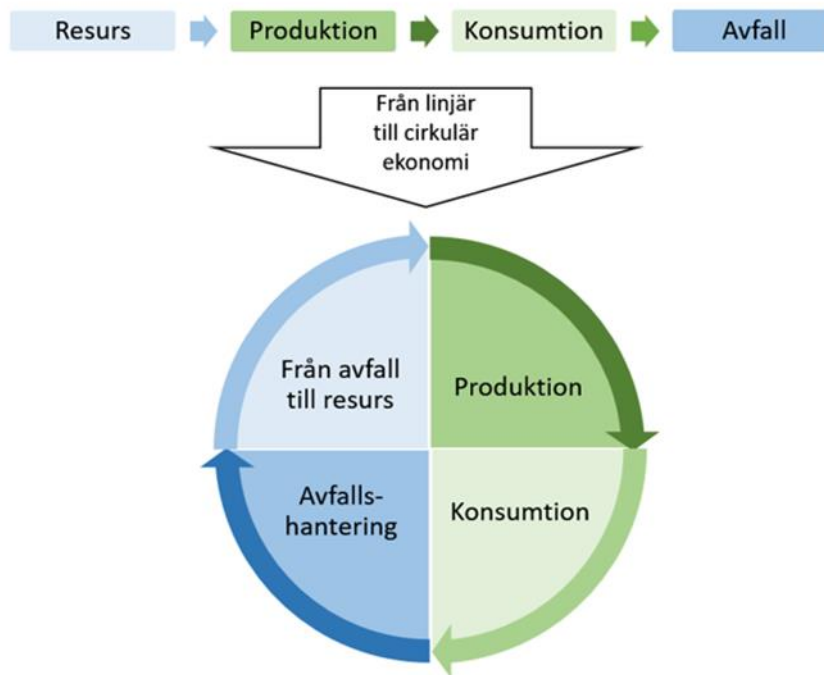 Resurs
Produktion
Konsumtion
Avfall
Från linjär
till cirkulär
ekonomi
Från avfall
till resurs
Produktion
Avfalls-
hantering
Konsumtion